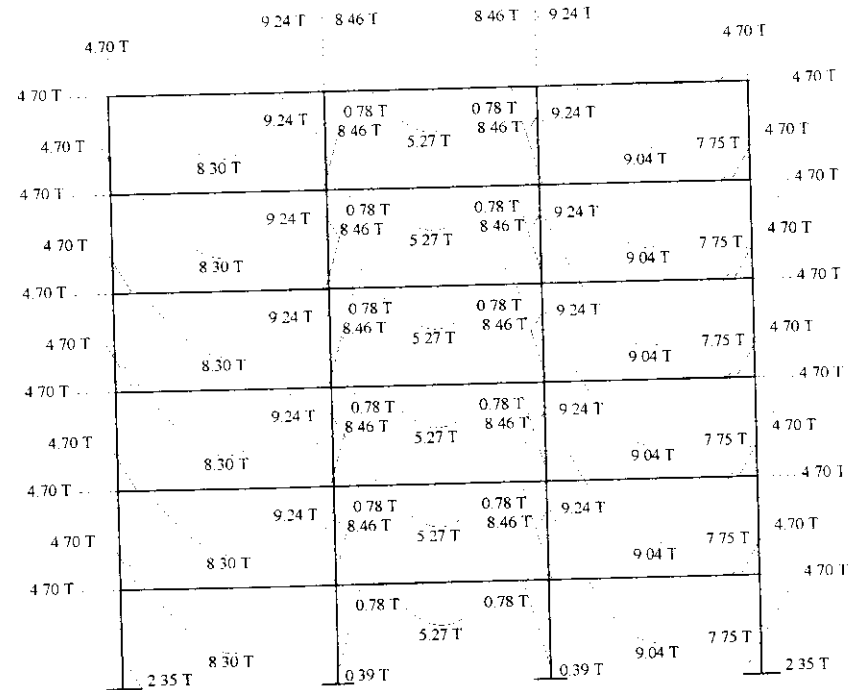 9.24 T 8.46 T 8.46 T 9.24 T
4.70 T 4.70 T
4.70 T 4.70 T
9.24 T 0.78 T 0.78 T 9.24 T
8.46 T 8.46 T 4.70 T
4.70 T 8.30 T 5.27 T 9.04 T 7.75 T
4.70 T 4.70 T
9.24 T 0.78 T 0.78 T 9.24 T
8.46 T 8.46 T 4.70 T
4.70 T 8.30 T 5.27 T 9.04 T 7.75 T
4.70 T 4.70 T
9.24 T 0.78 T 0.78 T 9.24 T
8.46 T 8.46 T 4.70 T
4.70 T 8.30 T 5.27 T 9.04 T 7.75 T
4.70 T 4.70 T
9.24 T 0.78 T 0.78 T 9.24 T
8.46 T 8.46 T 4.70 T
4.70 T 8.30 T 5.27 T 9.04 T 7.75 T
4.70 T 4.70 T
9.24 T 0.78 T 0.78 T 9.24 T
8.46 T 8.46 T 4.70 T
4.70 T 8.30 T 5.27 T 9.04 T 7.75 T
4.70 T 4.70 T
0.78 T 0.78 T
8.30 T 5.27 T 9.04 T 7.75 T
2.35 T 0.39 T 0.39 T 2.35 T